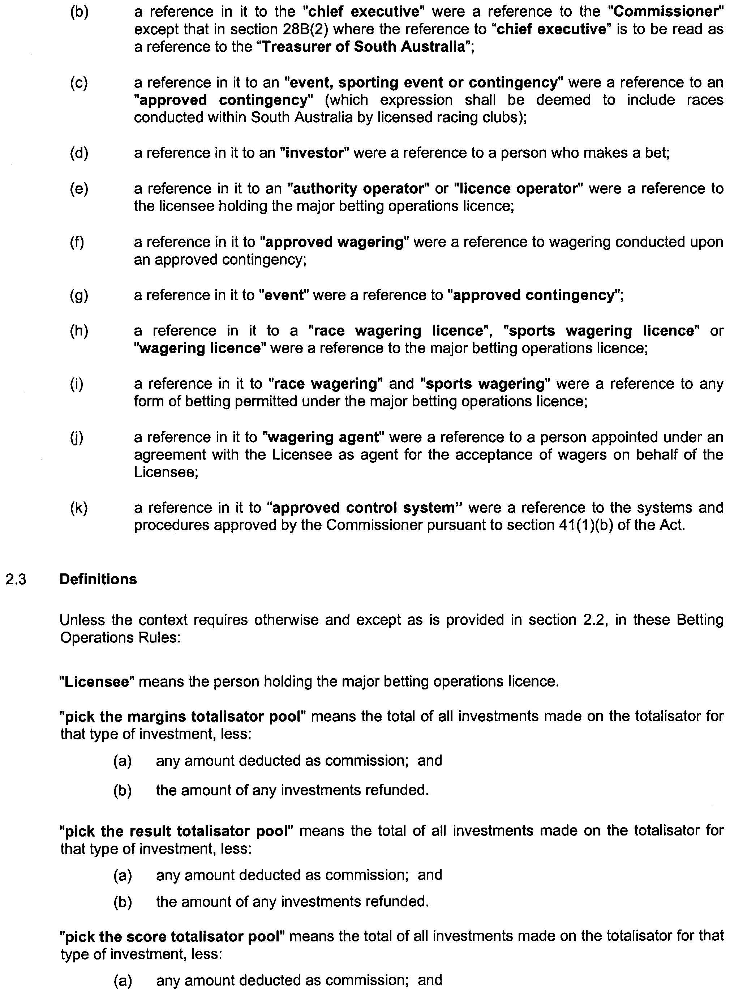 (b) a reference in it to the "chief executive" were a reference to the "Commissioner"
except that in section 28B(2) where the reference to “chief executive” is to be read as
a reference to the “Treasurer of South Australia”;
(c) a reference in it to an "event, sporting event or contingency" were a reference to an
"approved contingency" (which expression shall be deemed to include races
conducted within South Australia by licensed racing clubs);
(d) a reference in it to an "investor" were a reference to a person who makes a bet;
(e) a reference in it to an "authority operator" or "licence operator" were a reference to
the licensee holding the major betting operations licence;
(f) a reference in it to "approved wagering" were a reference to wagering conducted upon
an approved contingency;
(g) a reference in it to "event" were a reference to "approved contingency";
(h) a reference in it to a "race wagering licence", "sports wagering licence" or
"wagering licence" were a reference to the major betting operations licence;
(i) a reference in it to "race wagering" and "sports wagering" were a reference to any
form of betting permitted under the major betting operations licence;
(j) a reference in it to "wagering agent" were a reference to a person appointed under an
agreement with the Licensee as agent for the acceptance of wagers on behalf of the
Licensee;
(k) a reference in it to “approved control system” were a reference to the systems and
procedures approved by the Commissioner pursuant to section 41(1)(b) of the Act.
2.3 Definitions
Unless the context requires otherwise and except as is provided in section 2.2, in these Betting
Operations Rules:
"Licensee" means the person holding the major betting operations licence.
"pick the margins totalisator pool" means the total of all investments made on the totalisator for
that type of investment, less:
(a) any amount deducted as commission; and
(b) the amount of any investments refunded.
"pick the result totalisator pool" means the total of all investments made on the totalisator for
that type of investment, less:
(a) any amount deducted as commission; and
(b) the amount of any investments refunded.
"pick the score totalisator pool" means the total of all investments made on the totalisator for that
type of investment, less:
(a) any amount deducted as commission; and